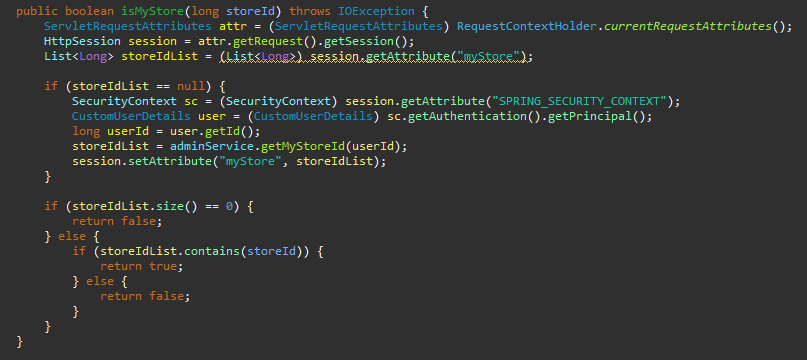 public boolean isMyStore(long storeId) throws IOException {
ServletRequestAttributes attr = (ServletRequestAttributes) RequestContextHolder.currentRequestAttributes();
HttpSession session = attr.getRequest().getSession();
List<Long> storeIdList = (List<Long>) session.getAttribute("myStore");
if (storeIdList == null) {
SecurityContext sc = (SecurityContext) session.getAttribute("SPRING_SECURITY_CONTEXT");
CustomUserDetails user = (CustomUserDetails) sc.getAuthentication().getPrincipal();
long userId = user.getId();
storeIdList = adminService.getMyStoreId(userId);
session.setAttribute("myStore", storeIdList);
}
if (storeIdList.size() == 0) {
return false;
} else {
if (storeIdList.contains(storeId)) {
return true;
} else {
return false;
}
}
}